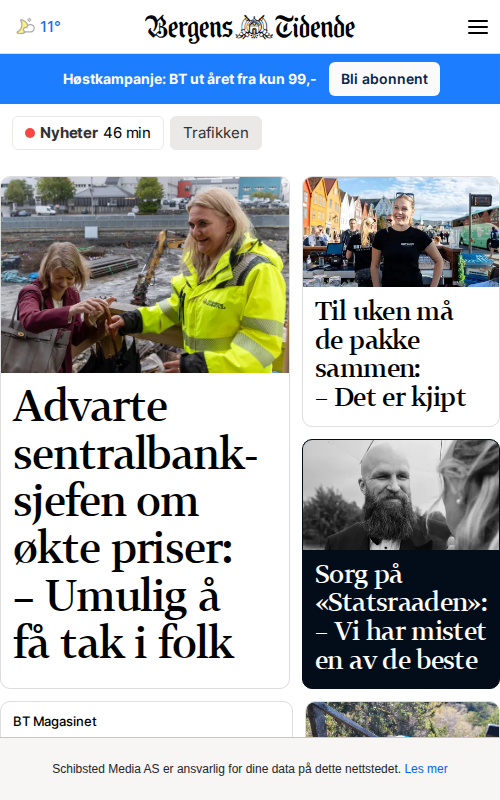 11°
Bergens Tidende
Høstkampanje: BT ut året fra kun 99,-
Bli abonnent
Nyheter 46 min
Trafikken
Advarte
sentralbank-
sjefen om
økte priser:
– Umulig å
få tak i folk
Til uken må
de pakke
sammen:
– Det er kjipt
Sorg på
«Statsraaden»:
– Vi har mistet
en av de beste
BT Magasinet
Schibsted Media AS er ansvarlig for dine data på dette nettstedet. Les mer